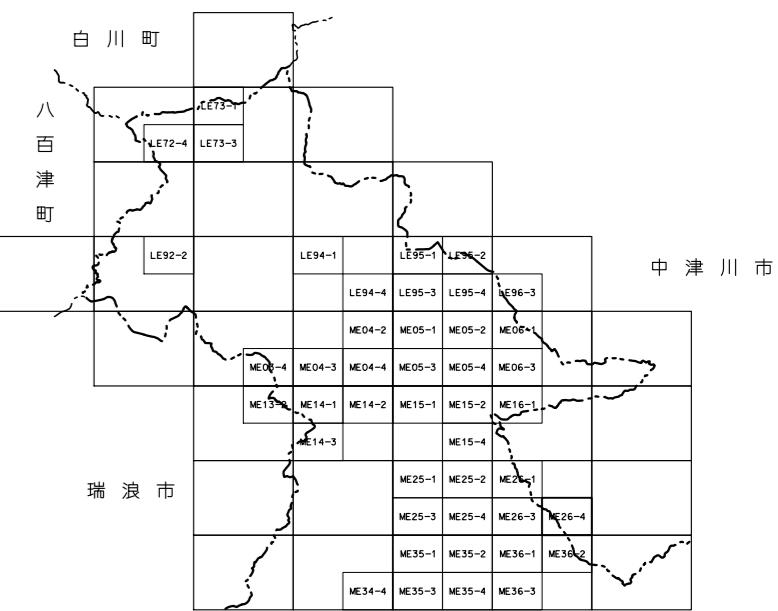 白川町
八百津町
中津川市
瑞浪市
LE73-1
LE72-4 LE73-3
LE92-2 LE94-1 LE95-1 LE95-2
LE94-4 LE95-3 LE95-4 LE96-3
ME04-2 ME05-1 ME05-2 ME06-1
ME03-4 ME04-3 ME04-4 ME05-3 ME05-4 ME06-3
ME13-2 ME14-1 ME14-2 ME15-1 ME15-2 ME16-1
ME14-3 ME15-4
ME25-1 ME25-2 ME26-1
ME25-3 ME25-4 ME26-3 ME26-4
ME35-1 ME35-2 ME36-1 ME36-2
ME34-4 ME35-3 ME35-4 ME36-3